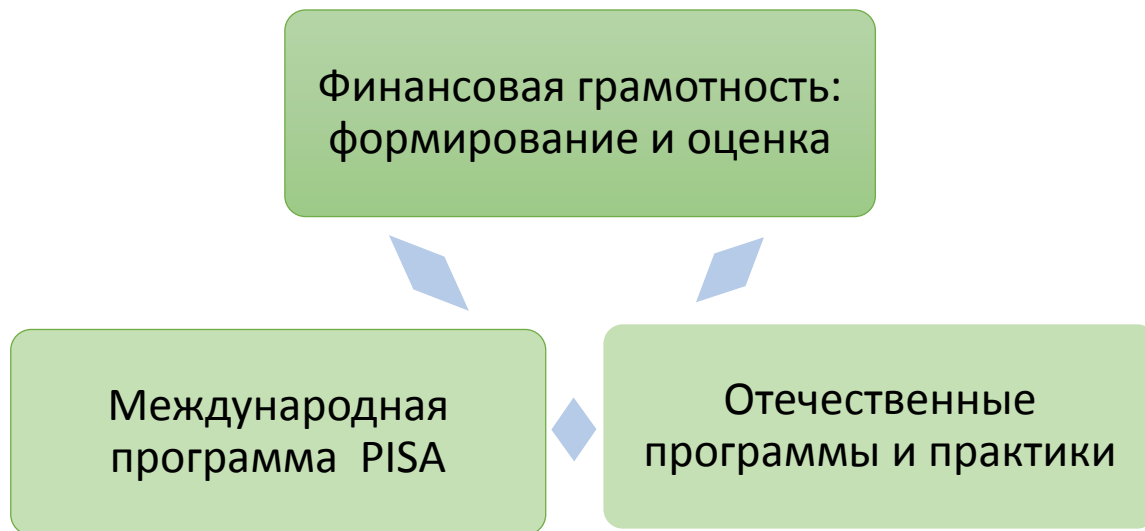 Финансовая грамотность:
формирование и оценка
Международная
программа PISA
Отечественные
программы и практики